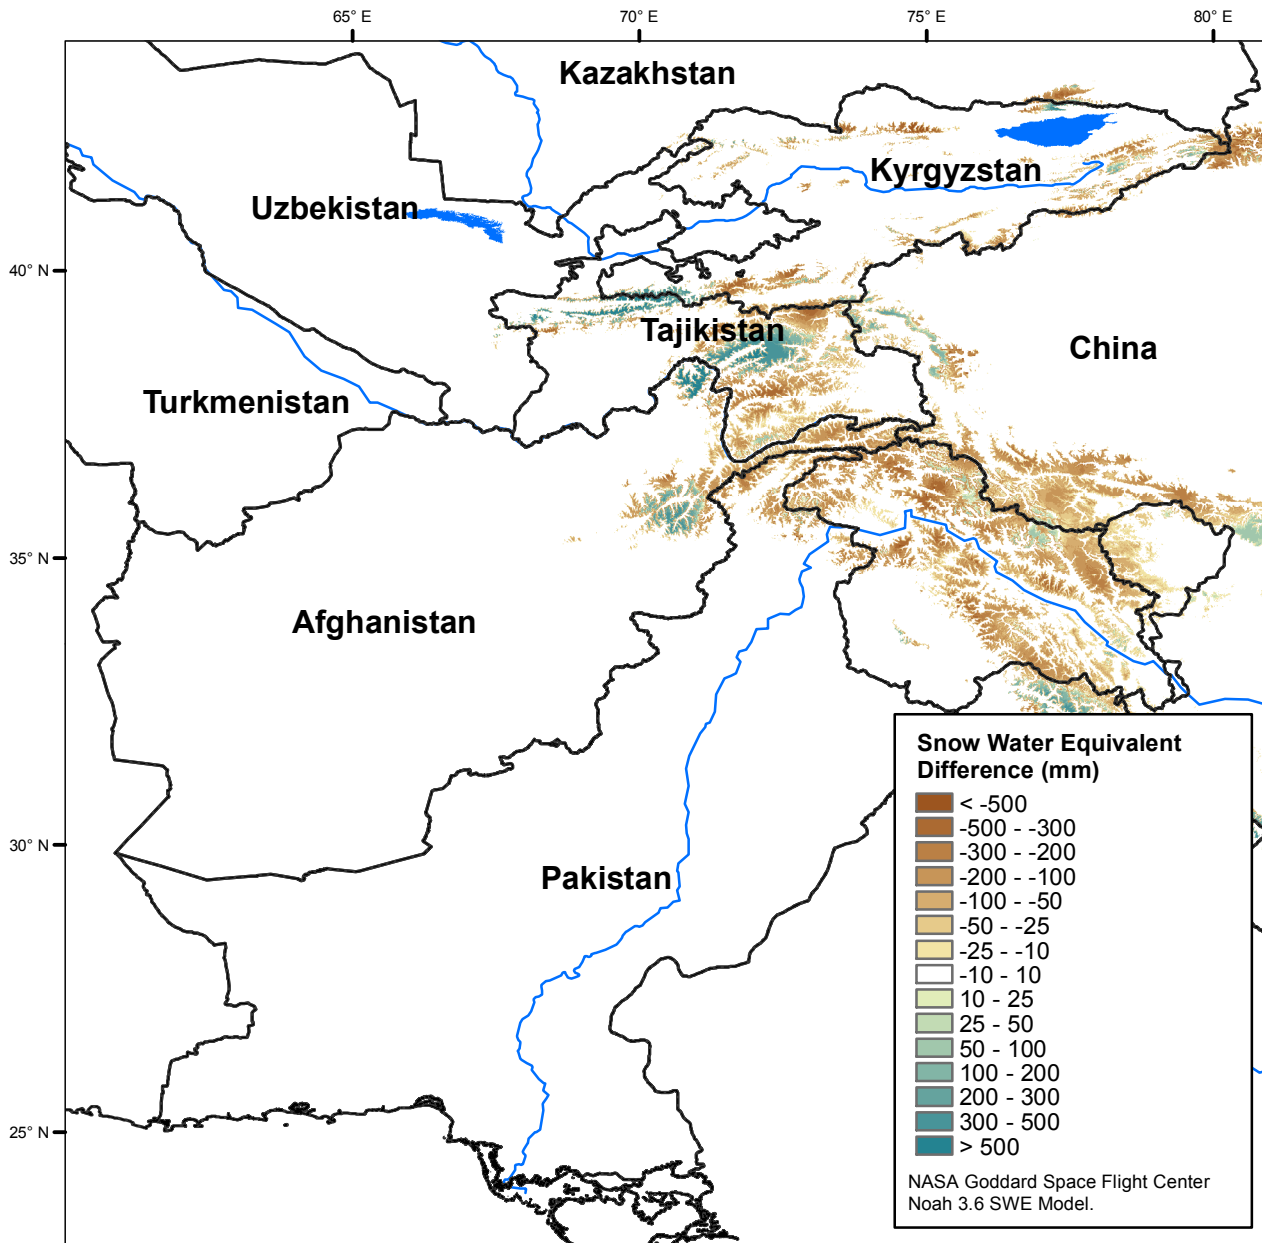 65° E
70° E
75° E
80° E
Kazakhstan
Kyrgyzstan
Uzbekistan
40° N
Tajikistan
China
Turkmenistan
35° N
Afghanistan
30° N
Pakistan
25° N
Snow Water Equivalent
Difference (mm)
< -500
-500 - -300
-300 - -200
-200 - -100
-100 - -50
-50 - -25
-25 - -10
-10 - 10
10 - 25
25 - 50
50 - 100
100 - 200
200 - 300
300 - 500
> 500
NASA Goddard Space Flight Center
Noah 3.6 SWE Model.